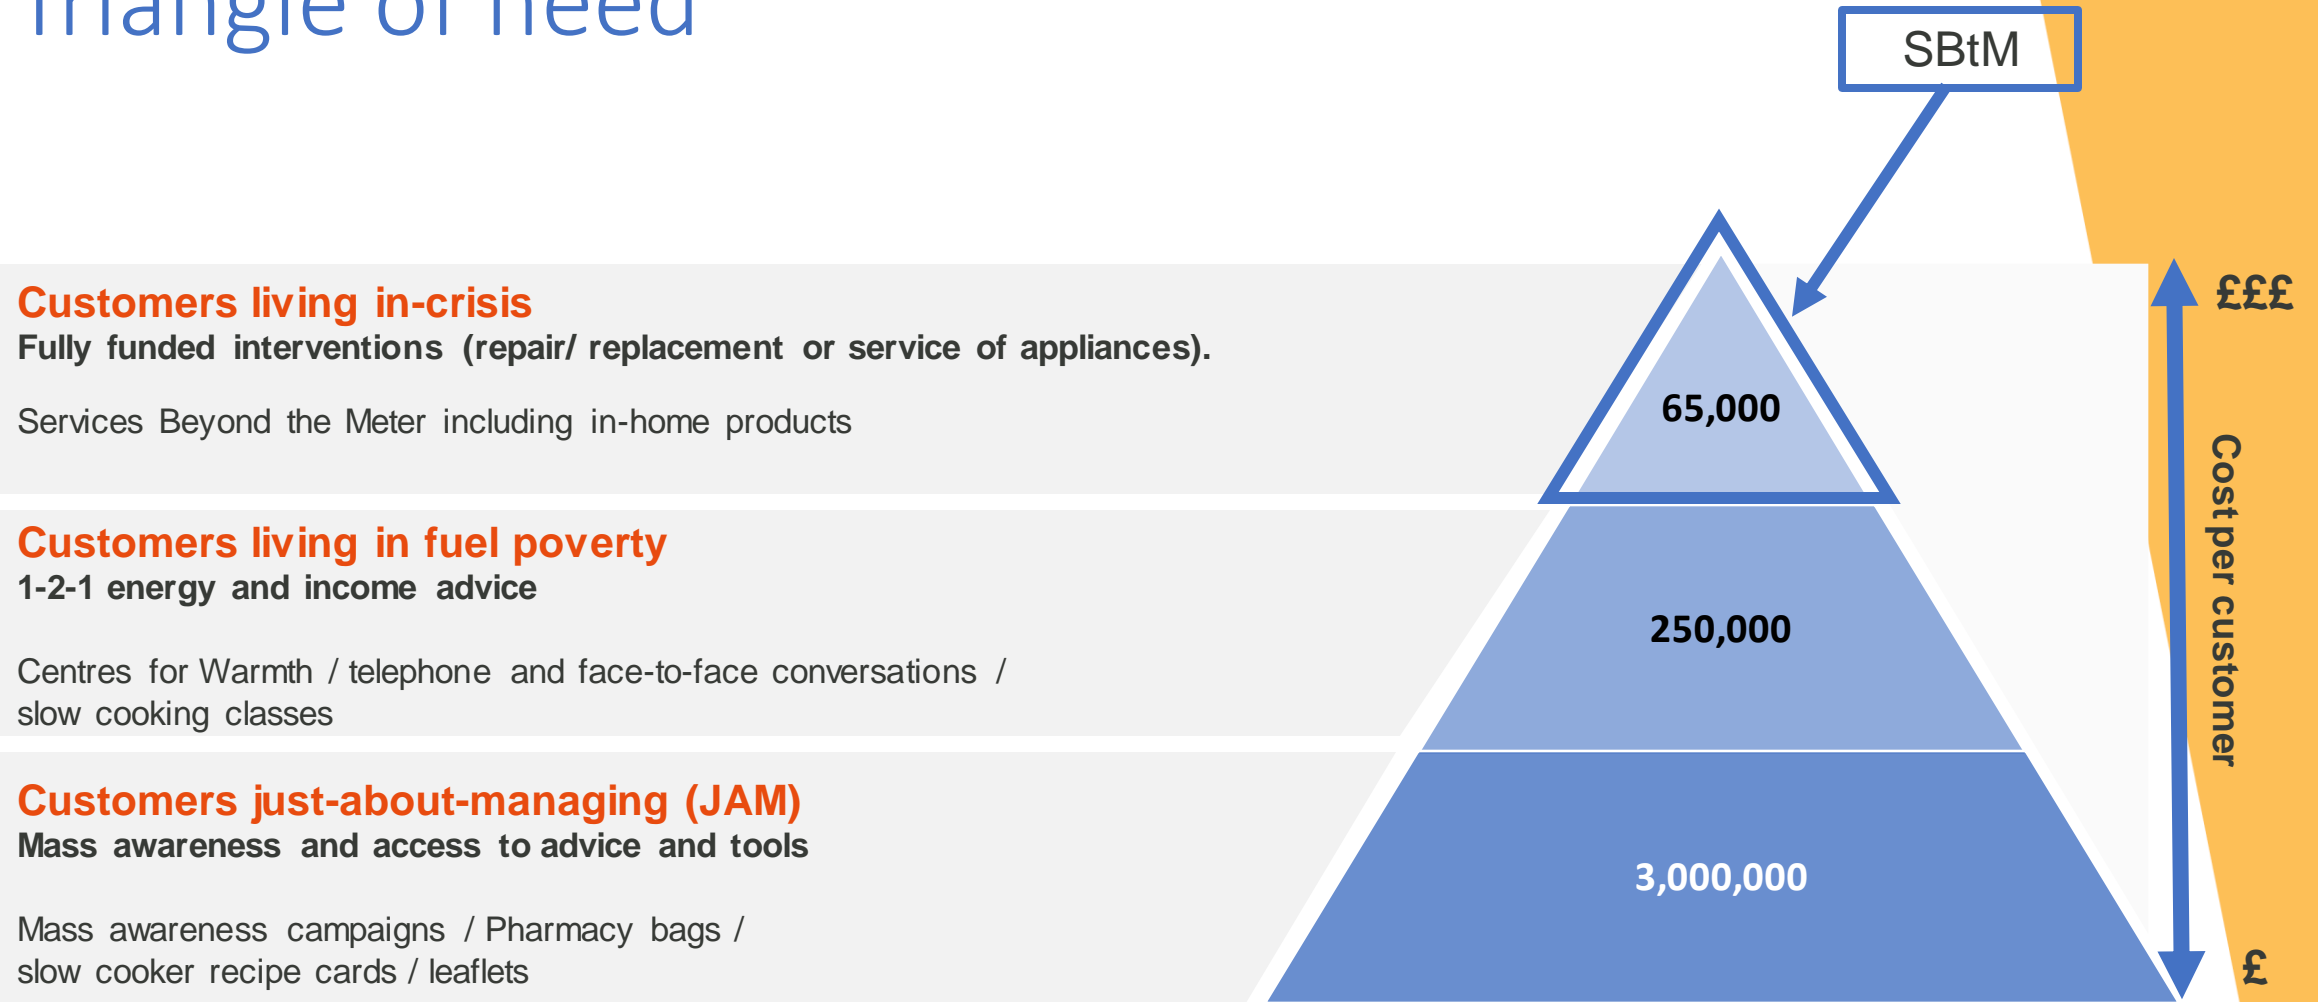 Triangle of need
SBtM
Customers living in-crisis
Fully funded interventions (repair/ replacement or service of appliances).
Services Beyond the Meter including in-home products
65,000
£££
Cost per customer
Customers living in fuel poverty
1-2-1 energy and income advice
Centres for Warmth / telephone and face-to-face conversations /
slow cooking classes
250,000
Customers just-about-managing (JAM)
Mass awareness and access to advice and tools
Mass awareness campaigns / Pharmacy bags /
slow cooker recipe cards / leaflets
3,000,000
£